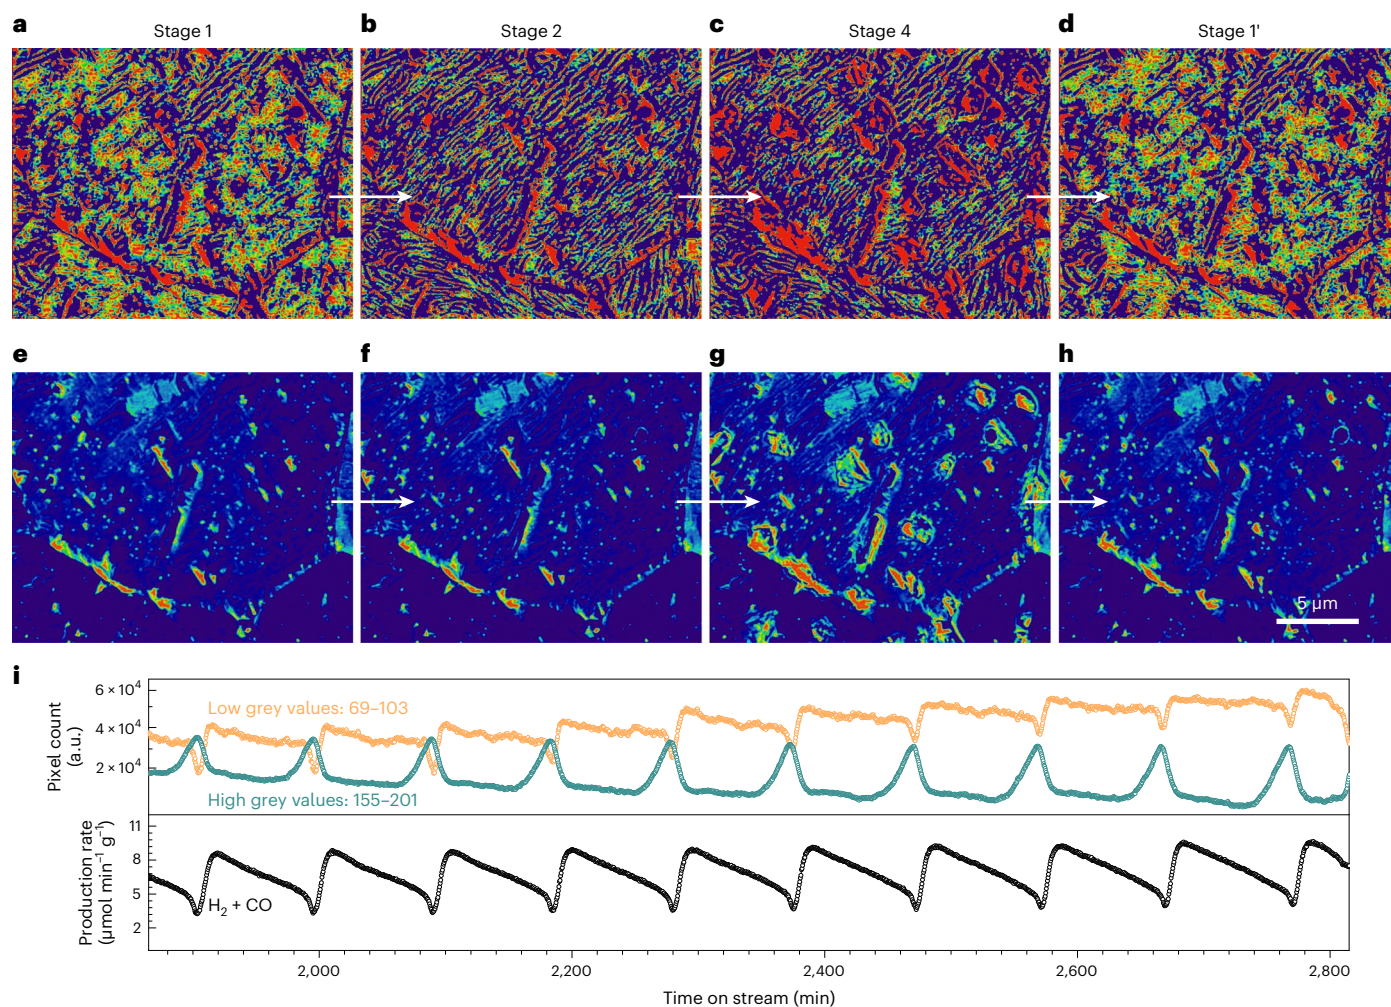 a
Stage 1
b
Stage 2
c
Stage 4
d
Stage 1'
e
f
g
h
5 µm
i
Pixel count
(a.u.)
6 × 10⁴
4 × 10⁴
2 × 10⁴
Low grey values: 69–103
High grey values: 155–201
Production rate
(µmol min⁻¹ g⁻¹)
11
8
5
2
H₂ + CO
2,000
2,200
2,400
2,600
2,800
Time on stream (min)